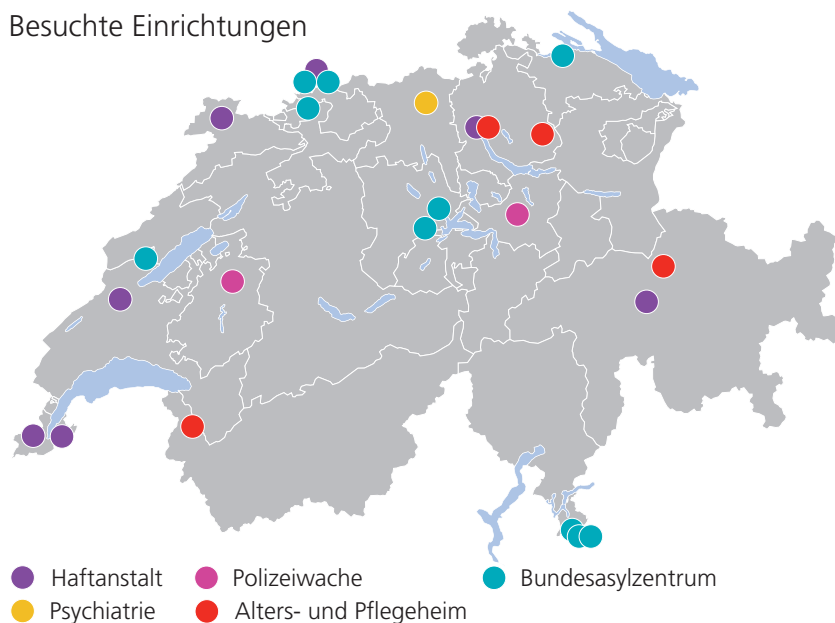 Besuchte Einrichtungen
Haftanstalt
Polizeiwache
Bundesasylzentrum
Psychiatrie
Alters- und Pflegeheim